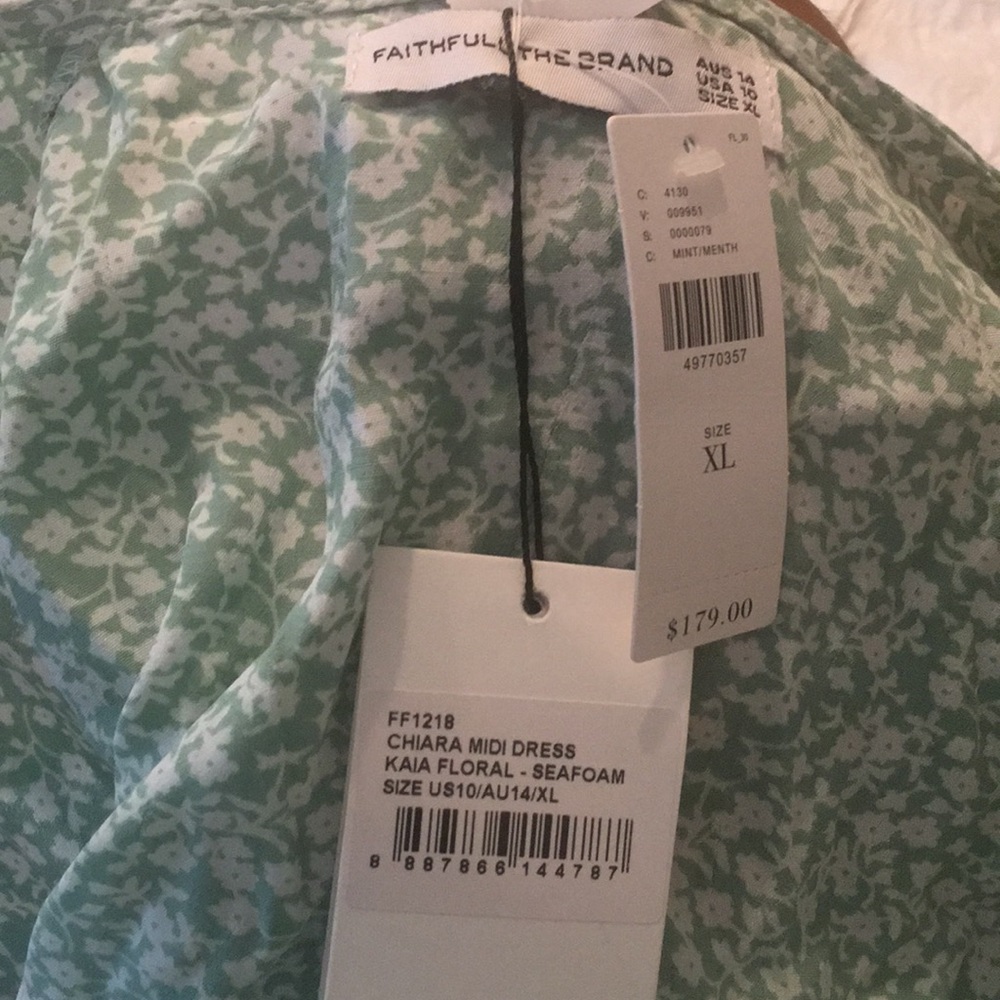 FAITHFULL THE BRAND
AUS 14
USA 10
SIZE XL
FL_30
C: 4130
V: 009951
S: 0000079
C: MINT/MENTH
49770357
SIZE
XL
$179.00
FF1218
CHIARA MIDI DRESS
KAIA FLORAL - SEAFOAM
SIZE US10/AU14/XL
8 887866 144787